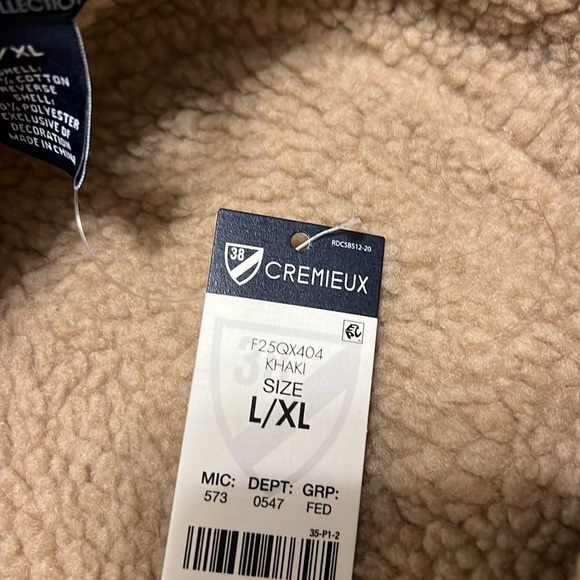 /XL
% COTTON
REVERSE
SHELL:
% POLYESTER
EXCLUSIVE OF
DECORATION
MADE IN CHINA
RDCSBS12-20
38
CREMIEUX
F25QX404
KHAKI
SIZE
L/XL
MIC: DEPT: GRP:
573 0547 FED
35-P1-2